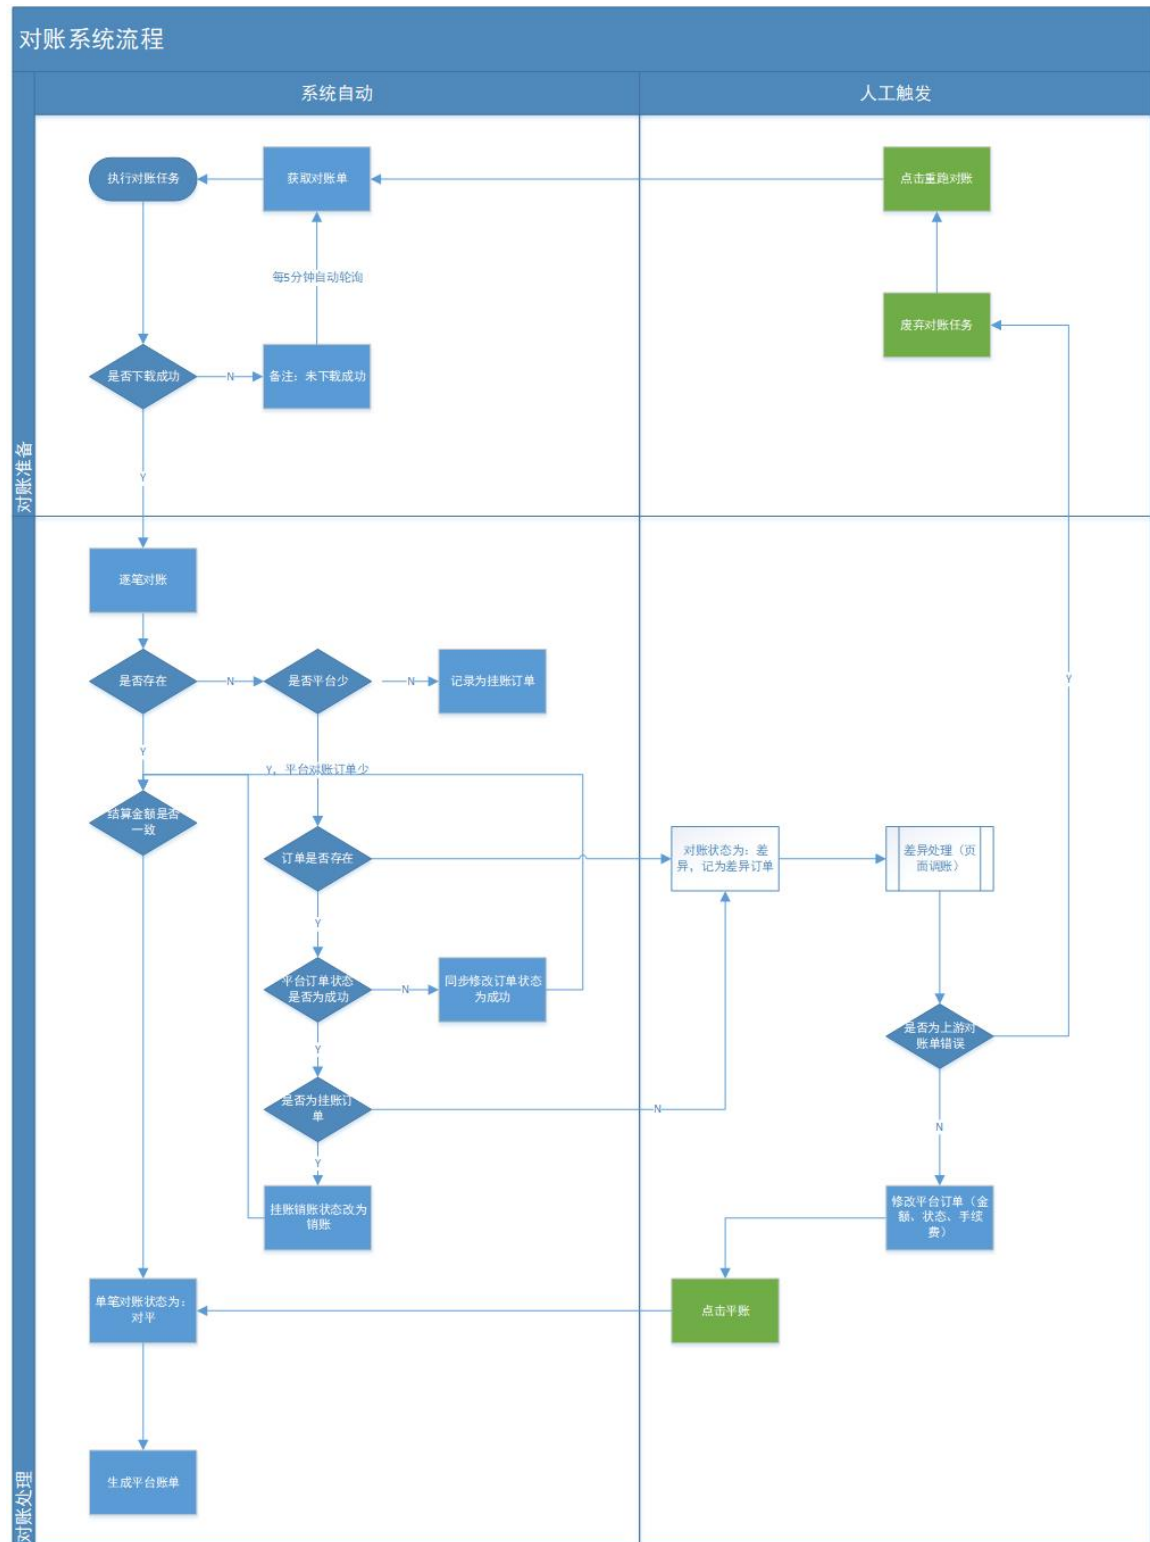 对账系统流程
系统自动
人工触发
执行对账任务
获取对账单
点击重跑对账
每5分钟自动轮询
废弃对账任务
是否下载成功
N
备注：未下载成功
Y
对账准备
逐笔对账
是否存在
N
是否平台少
N
记录为挂账订单
Y
Y
Y，平台对账订单少
结算金额是否
一致
订单是否存在
对账状态为：差
异，记为差异订单
差异处理（页
面调账）
Y
平台订单状态
是否为成功
N
同步修改订单状态
为成功
是否为上游对
账单错误
Y
是否为挂账订
单
N
N
Y
挂账销账状态改为
销账
修改平台订单（金
额、状态、手续
费）
单笔对账状态为：
对平
点击平账
生成平台账单
对账处理